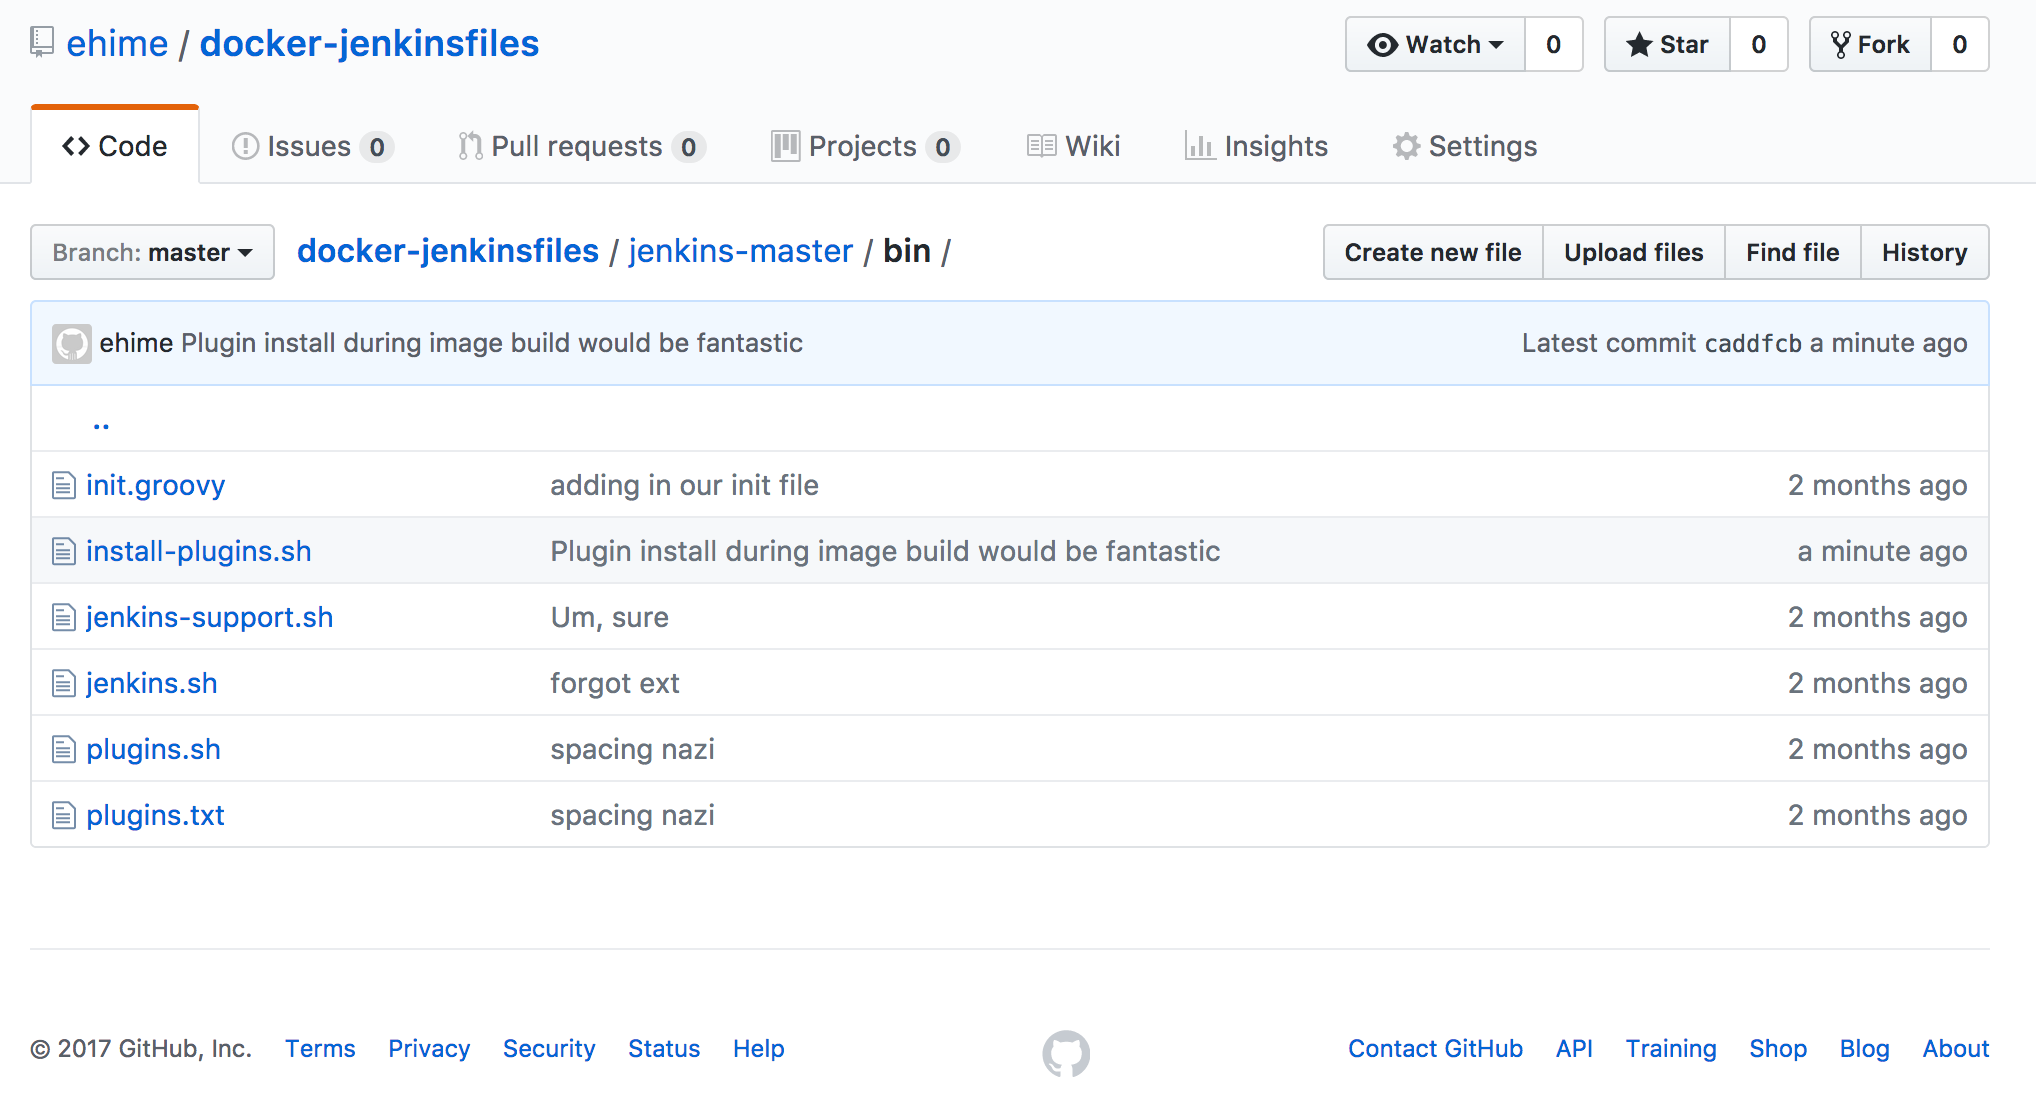 ehime / docker-jenkinsfiles
Watch 0 Star 0 Fork 0
Code Issues 0 Pull requests 0 Projects 0 Wiki Insights Settings
Branch: master docker-jenkinsfiles / jenkins-master / bin / Create new file Upload files Find file History
ehime Plugin install during image build would be fantastic Latest commit caddfcb a minute ago
..
init.groovy adding in our init file 2 months ago
install-plugins.sh Plugin install during image build would be fantastic a minute ago
jenkins-support.sh Um, sure 2 months ago
jenkins.sh forgot ext 2 months ago
plugins.sh spacing nazi 2 months ago
plugins.txt spacing nazi 2 months ago
© 2017 GitHub, Inc. Terms Privacy Security Status Help Contact GitHub API Training Shop Blog About